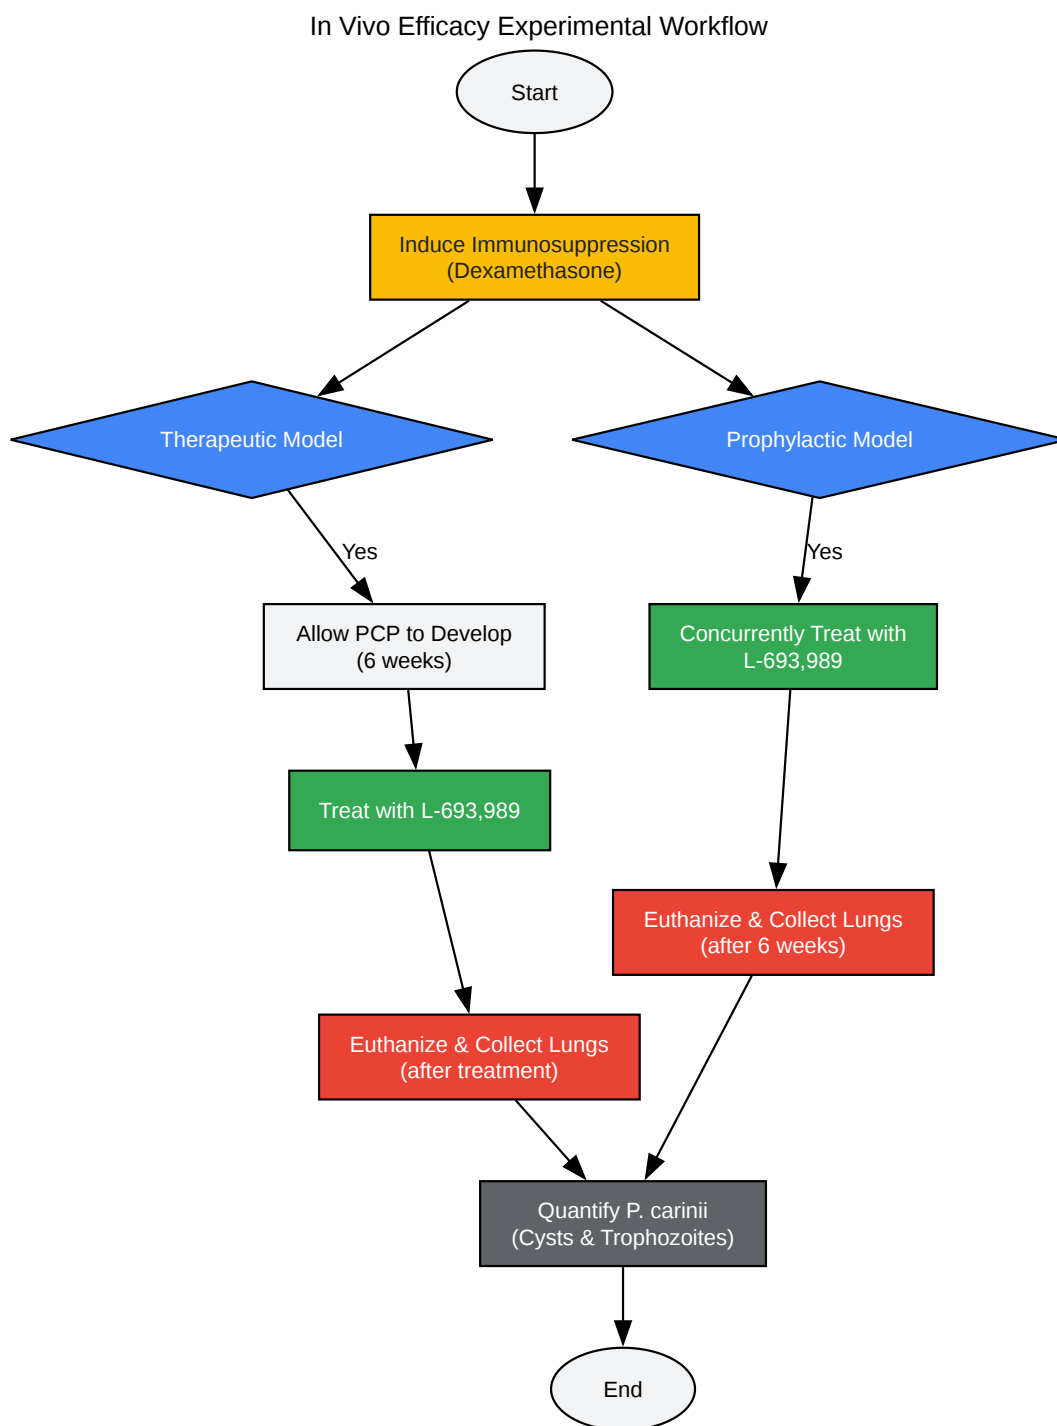 In Vivo Efficacy Experimental Workflow
Start
Induce Immunosuppression
(Dexamethasone)
Therapeutic Model
Prophylactic Model
Yes
Yes
Allow PCP to Develop
(6 weeks)
Concurrently Treat with
L-693,989
Treat with L-693,989
Euthanize & Collect Lungs
(after 6 weeks)
Euthanize & Collect Lungs
(after treatment)
Quantify P. carinii
(Cysts & Trophozoites)
End